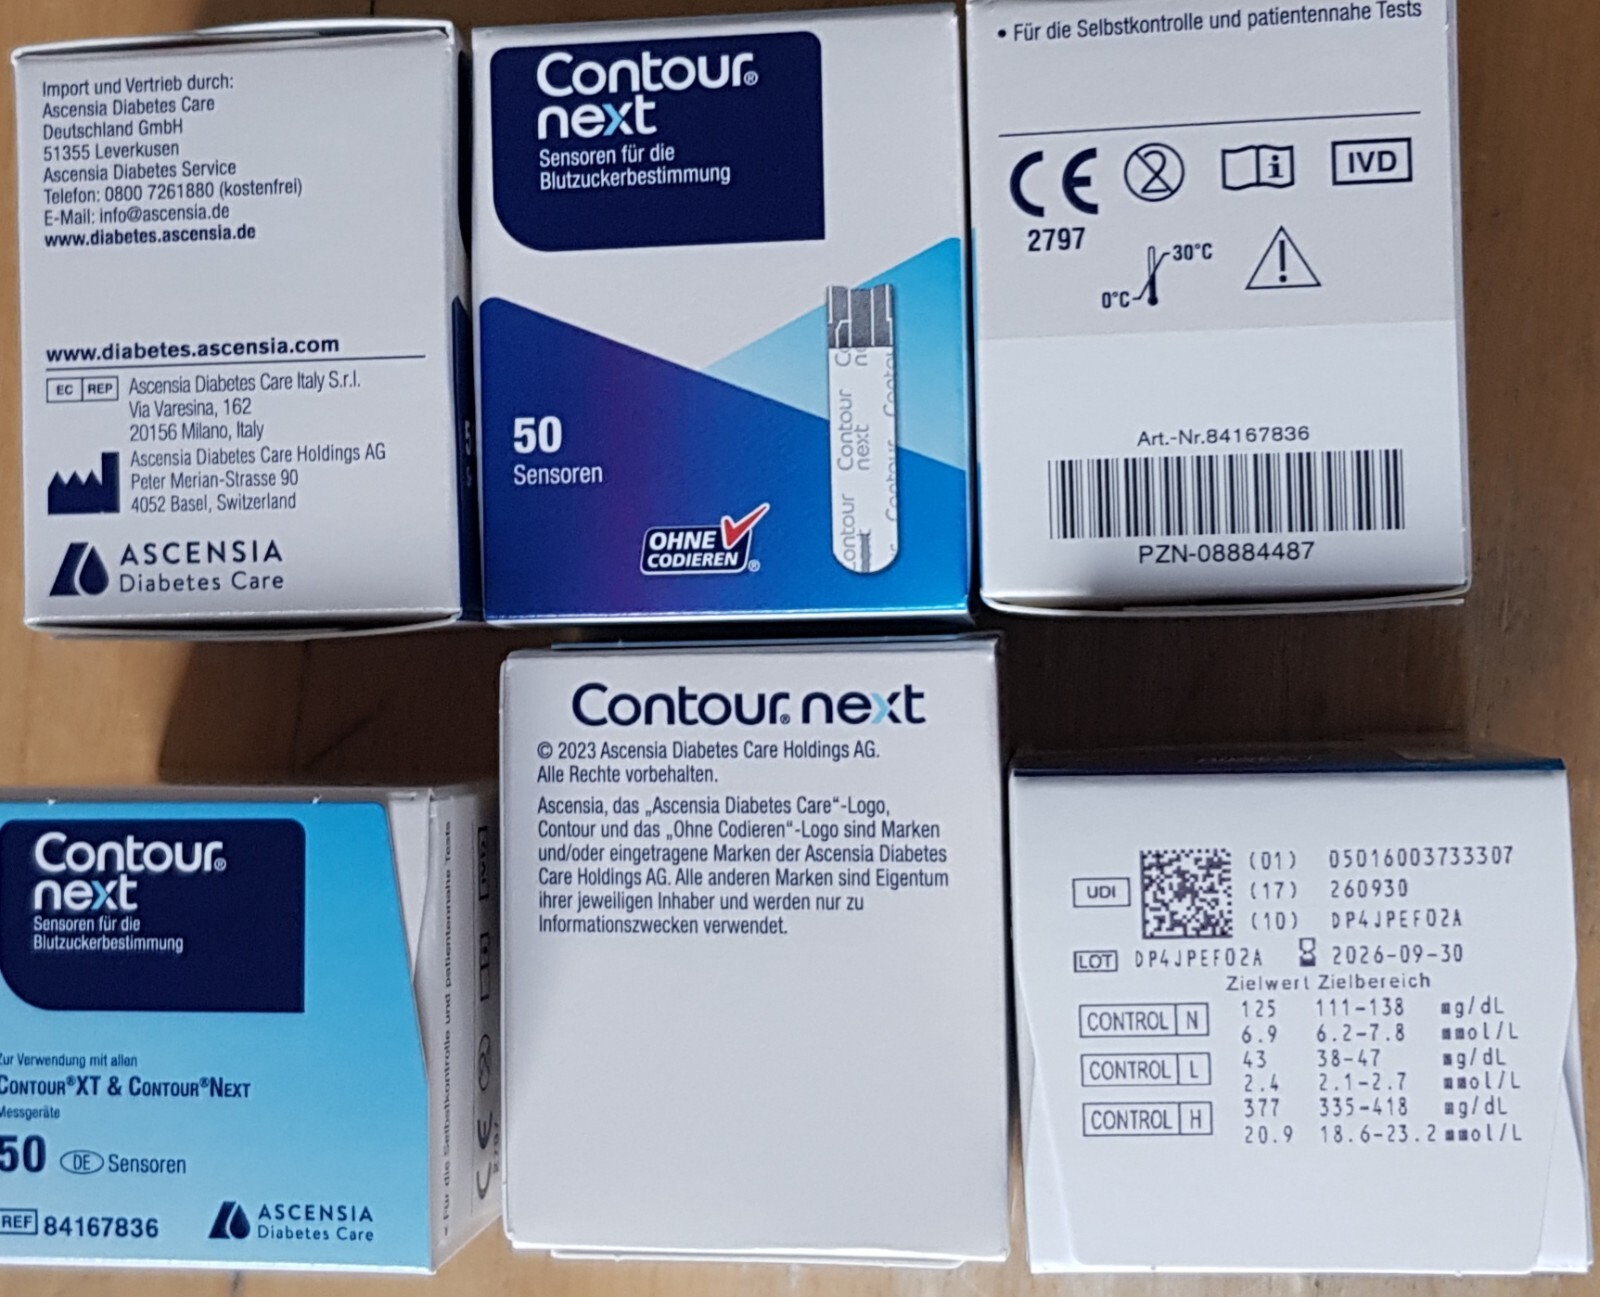 Import und Vertrieb durch:
Ascensia Diabetes Care
Deutschland GmbH
51355 Leverkusen
Ascensia Diabetes Service
Telefon: 0800 7261880 (kostenfrei)
E-Mail: info@ascensia.de
www.diabetes.ascensia.de
www.diabetes.ascensia.com
EC REP Ascensia Diabetes Care Italy S.r.l.
Via Varesina, 162
20156 Milano, Italy
Ascensia Diabetes Care Holdings AG
Peter Merian-Strasse 90
4052 Basel, Switzerland
ASCENSIA
Diabetes Care
Contour®
next
Sensoren für die
Blutzuckerbestimmung
50
Sensoren
OHNE
CODIEREN ®
Contour
next
Contour
• Für die Selbstkontrolle und patientennahe Tests
CE
2797
IVD
30°C
0°C
Art.-Nr.84167836
PZN-08884487
Contour®
next
Sensoren für die
Blutzuckerbestimmung
Zur Verwendung mit allen
CONTOUR®XT & CONTOUR®NEXT
Messgeräte
50 DE Sensoren
REF 84167836
ASCENSIA
Diabetes Care
• Für die Selbstkontrolle und patientennahe Tests
CE
2797
Contour® next
© 2023 Ascensia Diabetes Care Holdings AG.
Alle Rechte vorbehalten.
Ascensia, das „Ascensia Diabetes Care“-Logo,
Contour und das „Ohne Codieren“-Logo sind Marken
und/oder eingetragene Marken der Ascensia Diabetes
Care Holdings AG. Alle anderen Marken sind Eigentum
ihrer jeweiligen Inhaber und werden nur zu
Informationszwecken verwendet.
UDI
(01) 05016003733307
(17) 260930
(10) DP4JPEF02A
LOT DP4JPEF02A 2026-09-30
Zielwert Zielbereich
CONTROL N 125 111-138 mg/dL
6.9 6.2-7.8 mmol/L
CONTROL L 43 38-47 mg/dL
2.4 2.1-2.7 mmol/L
CONTROL H 377 335-418 mg/dL
20.9 18.6-23.2 mmol/L